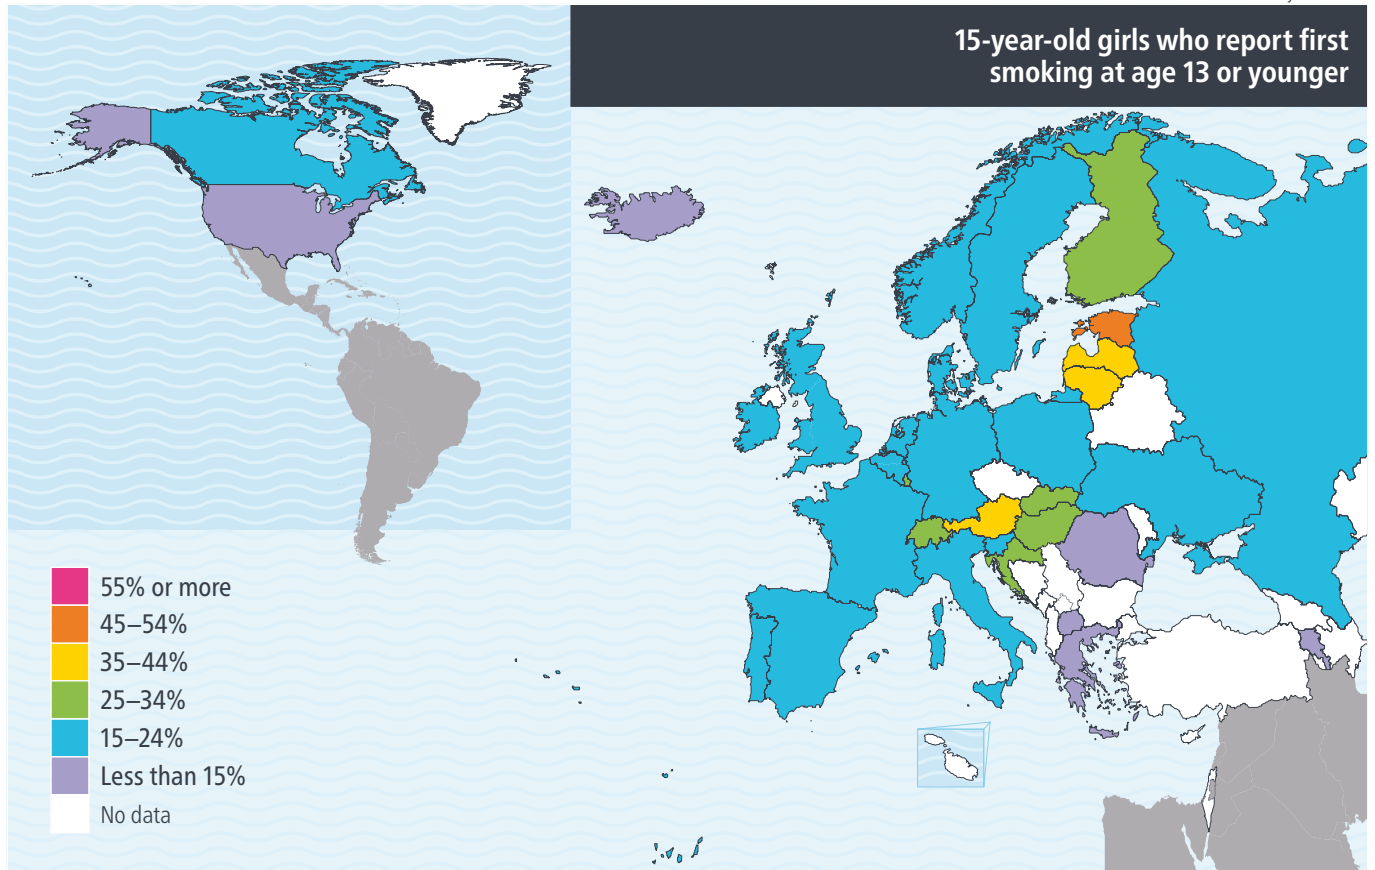 15-year-old girls who report first
smoking at age 13 or younger
55% or more
45–54%
35–44%
25–34%
15–24%
Less than 15%
No data